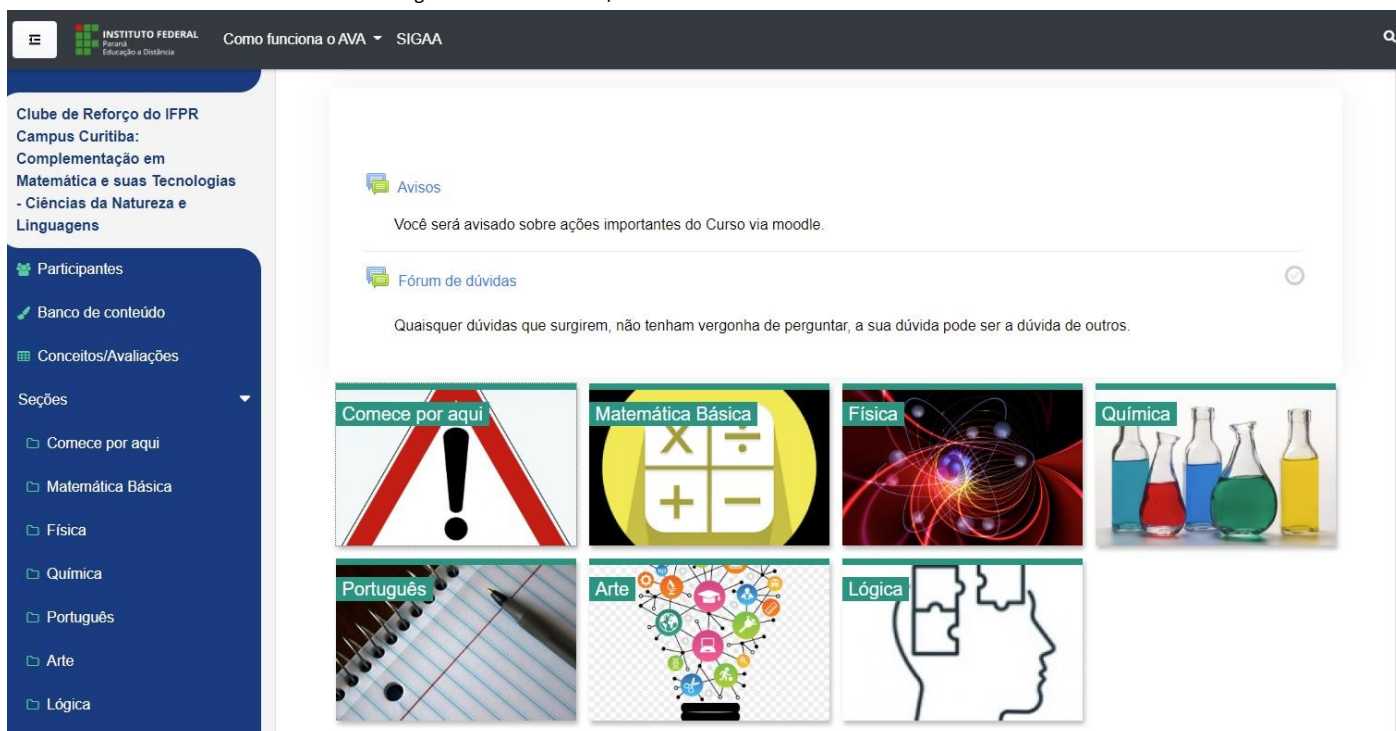 INSTITUTO FEDERAL
Paraná
Educação a Distância
Como funciona o AVA
SIGAA
Clube de Reforço do IFPR
Campus Curitiba:
Complementação em
Matemática e suas Tecnologias
- Ciências da Natureza e
Linguagens
Participantes
Banco de conteúdo
Conceitos/Avaliações
Seções
Comece por aqui
Matemática Básica
Física
Química
Português
Arte
Lógica
Avisos
Você será avisado sobre ações importantes do Curso via moodle.
Fórum de dúvidas
Quaisquer dúvidas que surgirem, não tenham vergonha de perguntar, a sua dúvida pode ser a dúvida de outros.
Comece por aqui
Matemática Básica
Física
Química
Português
Arte
Lógica